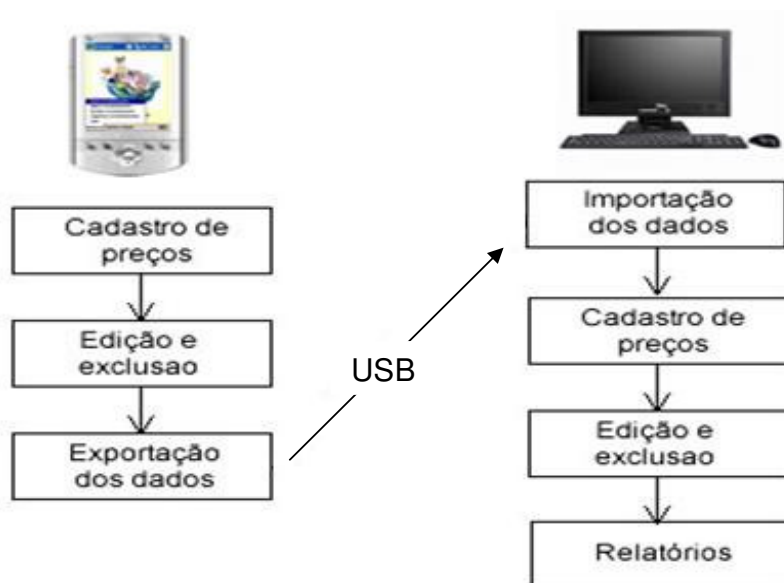 Cadastro de
preços
Edição e
exclusao
Exportação
dos dados
USB
Importação
dos dados
Cadastro de
preços
Edição e
exclusao
Relatórios